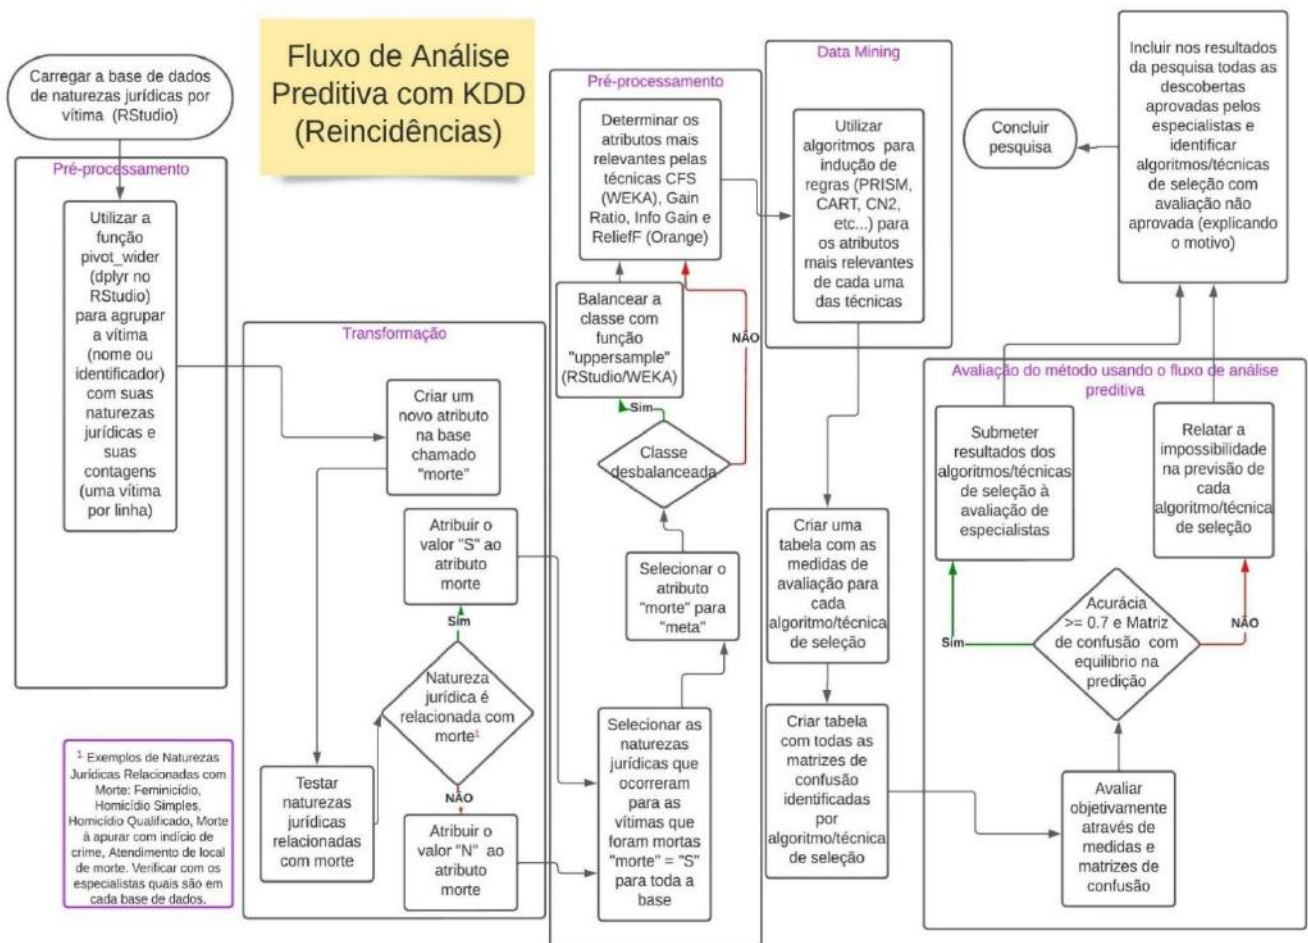 Fluxo de Análise
Preditiva com KDD
(Reincidências)
Carregar a base de dados
de naturezas jurídicas por
vítima (RStudio)
Pré-processamento
Utilizar a
função
pivot_wider
(dplyr no
RStudio)
para agrupar
a vítima
(nome ou
identificador)
com suas
naturezas
jurídicas e
suas
contagens
(uma vítima
por linha)
Transformação
Criar um
novo atributo
na base
chamado
"morte"
Testar
naturezas
jurídicas
relacionadas
com morte
Natureza
jurídica é
relacionada com
morte¹
Sim
Atribuir o
valor "S" ao
atributo
morte
NÃO
Atribuir o
valor "N" ao
atributo
morte
¹ Exemplos de Naturezas
Jurídicas Relacionadas com
Morte: Feminicídio,
Homicídio Simples,
Homicídio Qualificado, Morte
à apurar com indício de
crime, Atendimento de local
de morte. Verificar com os
especialistas quais são em
cada base de dados.
Pré-processamento
Selecionar as
naturezas
jurídicas que
ocorreram
para as
vítimas que
foram mortas
"morte" = "S"
para toda a
base
Selecionar o
atributo
"morte" para
"meta"
Classe
desbalanceada
Sim
Balancear a
classe com
função
"uppersample"
(RStudio/WEKA)
NÃO
Determinar os
atributos mais
relevantes pelas
técnicas CFS
(WEKA), Gain
Ratio, Info Gain e
ReliefF (Orange)
Data Mining
Utilizar
algoritmos para
indução de
regras (PRISM,
CART, CN2,
etc...) para
os atributos
mais relevantes
de cada uma
das técnicas
Criar uma
tabela com as
medidas de
avaliação para
cada
algoritmo/técnica
de seleção
Criar tabela
com todas as
matrizes de
confusão
identificadas
por
algoritmo/técnica
de seleção
Avaliação do método usando o fluxo de análise
preditiva
Avaliar
objetivamente
através de
medidas e
matrizes de
confusão
Acurácia
>= 0.7 e Matriz
de confusão com
equilibrio na
predição
Sim
Submeter
resultados dos
algoritmos/técnicas
de seleção à
avaliação de
especialistas
NÃO
Relatar a
impossibilidade
na previsão de
cada
algoritmo/técnica
de seleção
Incluir nos resultados
da pesquisa todas as
descobertas
aprovadas pelos
especialistas e
identificar
algoritmos/técnicas
de seleção com
avaliação não
aprovada (explicando
o motivo)
Concluir
pesquisa